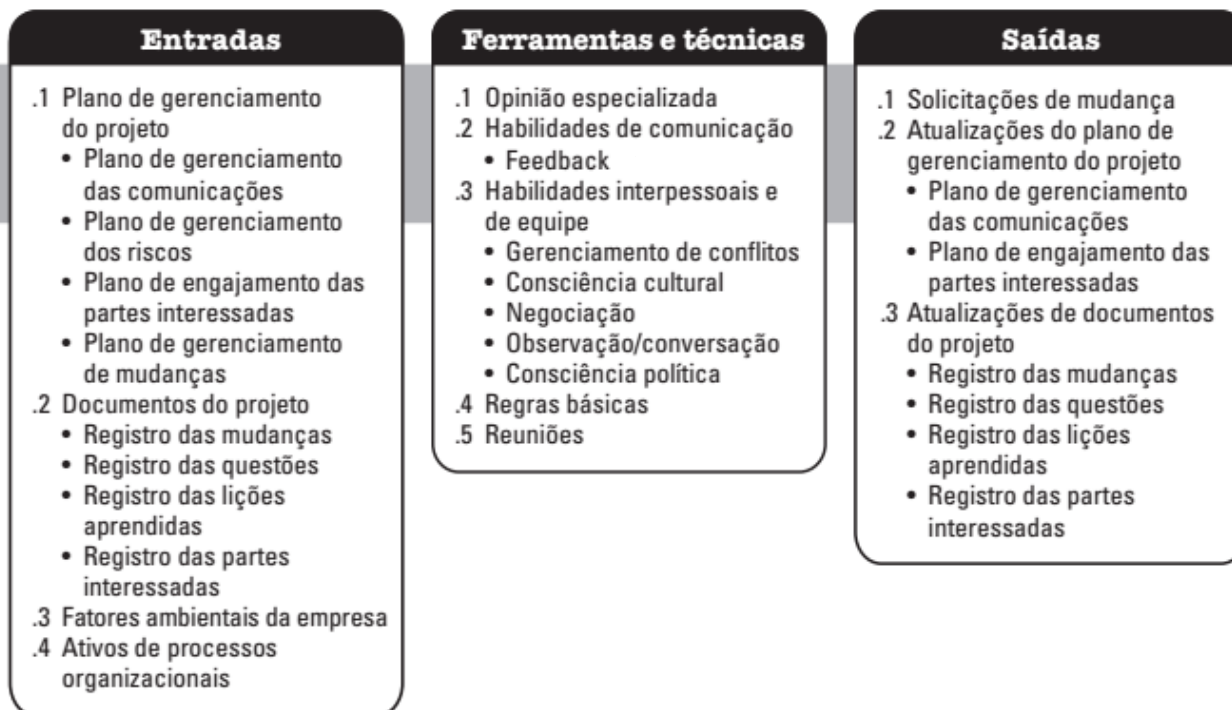 Entradas
.1 Plano de gerenciamento
do projeto
• Plano de gerenciamento
das comunicações
• Plano de gerenciamento
dos riscos
• Plano de engajamento das
partes interessadas
• Plano de gerenciamento
de mudanças
.2 Documentos do projeto
• Registro das mudanças
• Registro das questões
• Registro das lições
aprendidas
• Registro das partes
interessadas
.3 Fatores ambientais da empresa
.4 Ativos de processos
organizacionais
Ferramentas e técnicas
.1 Opinião especializada
.2 Habilidades de comunicação
• Feedback
.3 Habilidades interpessoais e
de equipe
• Gerenciamento de conflitos
• Consciência cultural
• Negociação
• Observação/conversação
• Consciência política
.4 Regras básicas
.5 Reuniões
Saídas
.1 Solicitações de mudança
.2 Atualizações do plano de
gerenciamento do projeto
• Plano de gerenciamento
das comunicações
• Plano de engajamento das
partes interessadas
.3 Atualizações de documentos
do projeto
• Registro das mudanças
• Registro das questões
• Registro das lições
aprendidas
• Registro das partes
interessadas